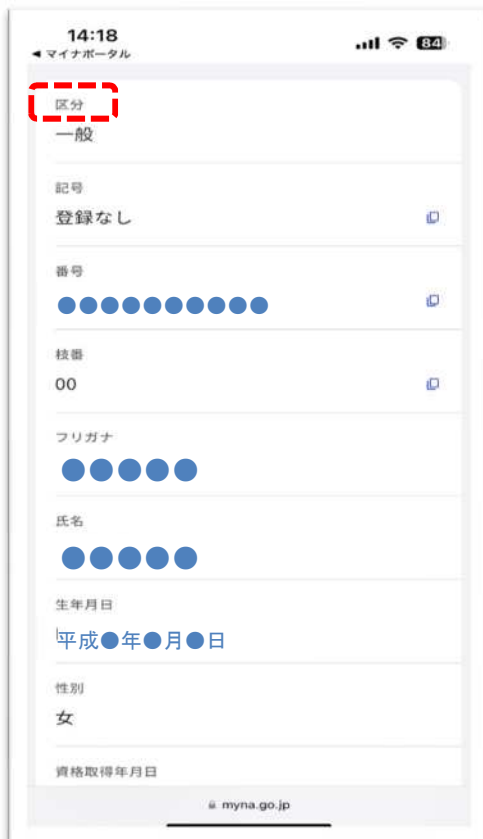 14:18
84
◀ マイナポータル
区分
一般
記号
登録なし
番号
●●●●●●●●●●
枝番
00
フリガナ
●●●●●
氏名
●●●●●
生年月日
平成●年●月●日
性別
女
資格取得年月日
myna.go.jp